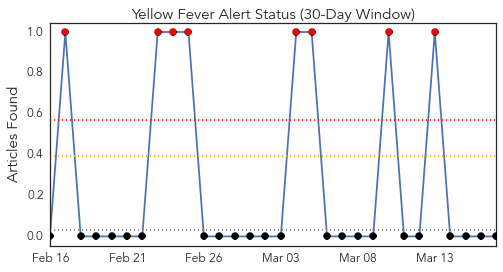 Yellow Fever Alert Status (30-Day Window)
Articles Found
1.0
0.8
0.6
0.4
0.2
0.0
Feb 16 Feb 21 Feb 26 Mar 03 Mar 08 Mar 13